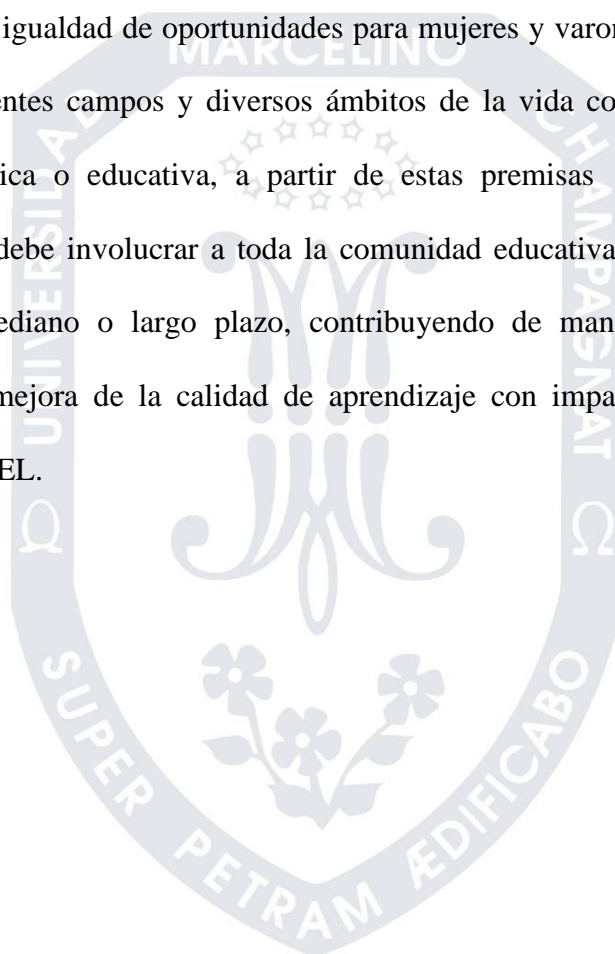 igualdad de oportunidades para mujeres y varon
entes campos y diversos ámbitos de la vida co
ica o educativa, a partir de estas premisas
debe involucrar a toda la comunidad educativa
ediano o largo plazo, contribuyendo de man
mejora de la calidad de aprendizaje con impa
EL.
UNIVERSIDAD
MARCELINO
CHAMPAGNAT
Ω
Ω
SUPER PETRAM ÆDIFICABO